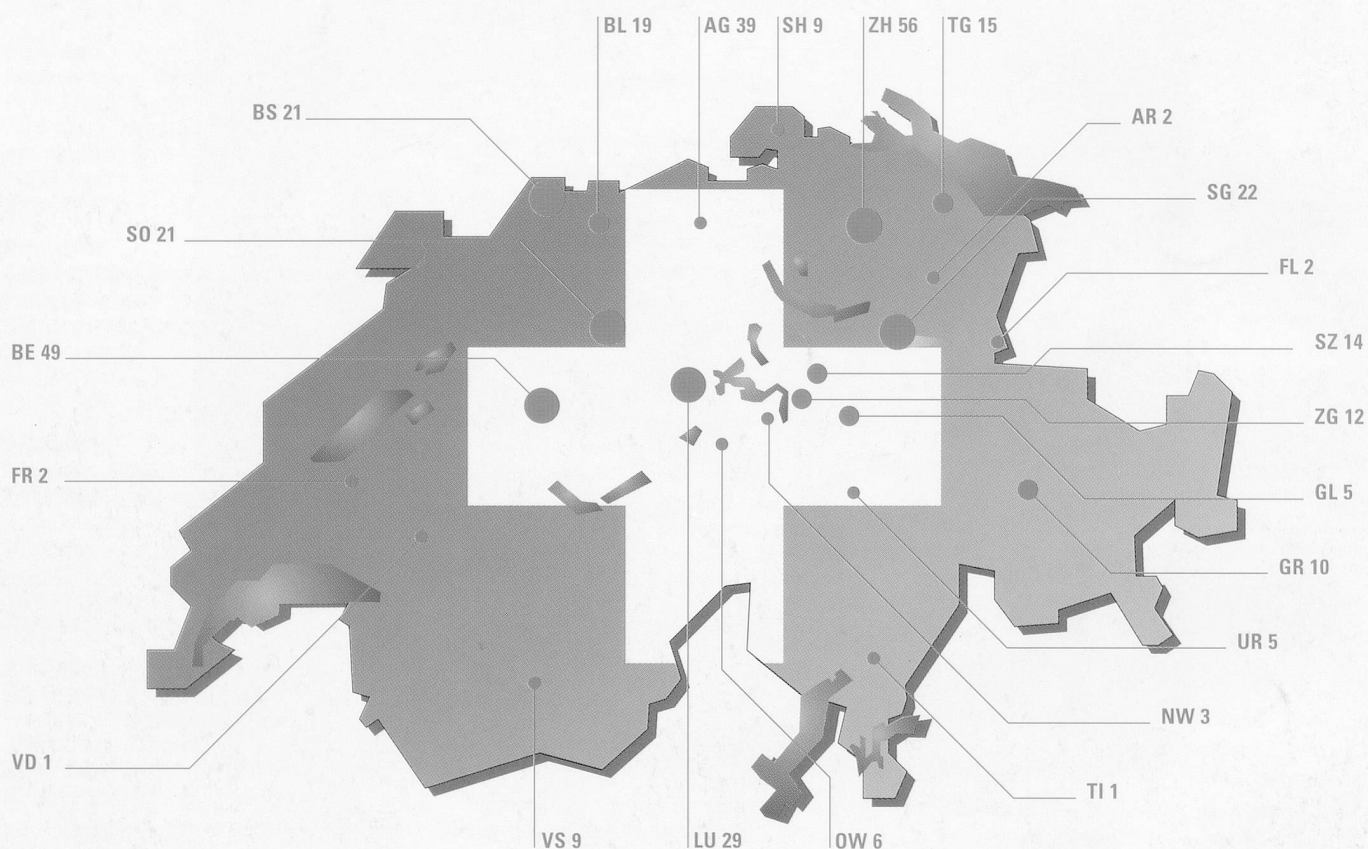 BL 19
AG 39
SH 9
ZH 56
TG 15
BS 21
AR 2
SG 22
SO 21
FL 2
SZ 14
BE 49
ZG 12
FR 2
GL 5
GR 10
UR 5
NW 3
VD 1
TI 1
VS 9
LU 29
OW 6